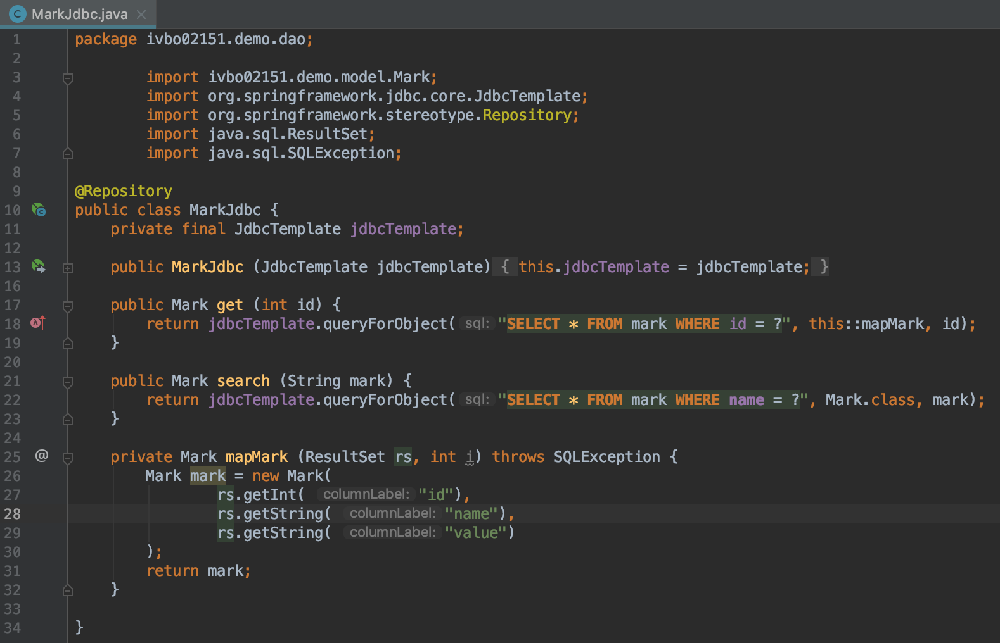 MarkJdbc.java
1 package ivbo02151.demo.dao;
2
3 import ivbo02151.demo.model.Mark;
4 import org.springframework.jdbc.core.JdbcTemplate;
5 import org.springframework.stereotype.Repository;
6 import java.sql.ResultSet;
7 import java.sql.SQLException;
8
9 @Repository
10 public class MarkJdbc {
11 private final JdbcTemplate jdbcTemplate;
12
13 public MarkJdbc (JdbcTemplate jdbcTemplate) { this.jdbcTemplate = jdbcTemplate; }
16
17 public Mark get (int id) {
18 return jdbcTemplate.queryForObject( sql: "SELECT * FROM mark WHERE id = ?", this::mapMark, id);
19 }
20
21 public Mark search (String mark) {
22 return jdbcTemplate.queryForObject( sql: "SELECT * FROM mark WHERE name = ?", Mark.class, mark);
23 }
24
25 @ private Mark mapMark (ResultSet rs, int i) throws SQLException {
26 Mark mark = new Mark(
27 rs.getInt( columnLabel: "id"),
28 rs.getString( columnLabel: "name"),
29 rs.getString( columnLabel: "value")
30 );
31 return mark;
32 }
33
34 }